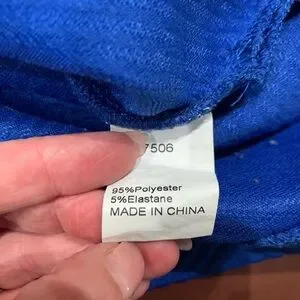 7506
95%Polyester
5%Elastane
MADE IN CHINA